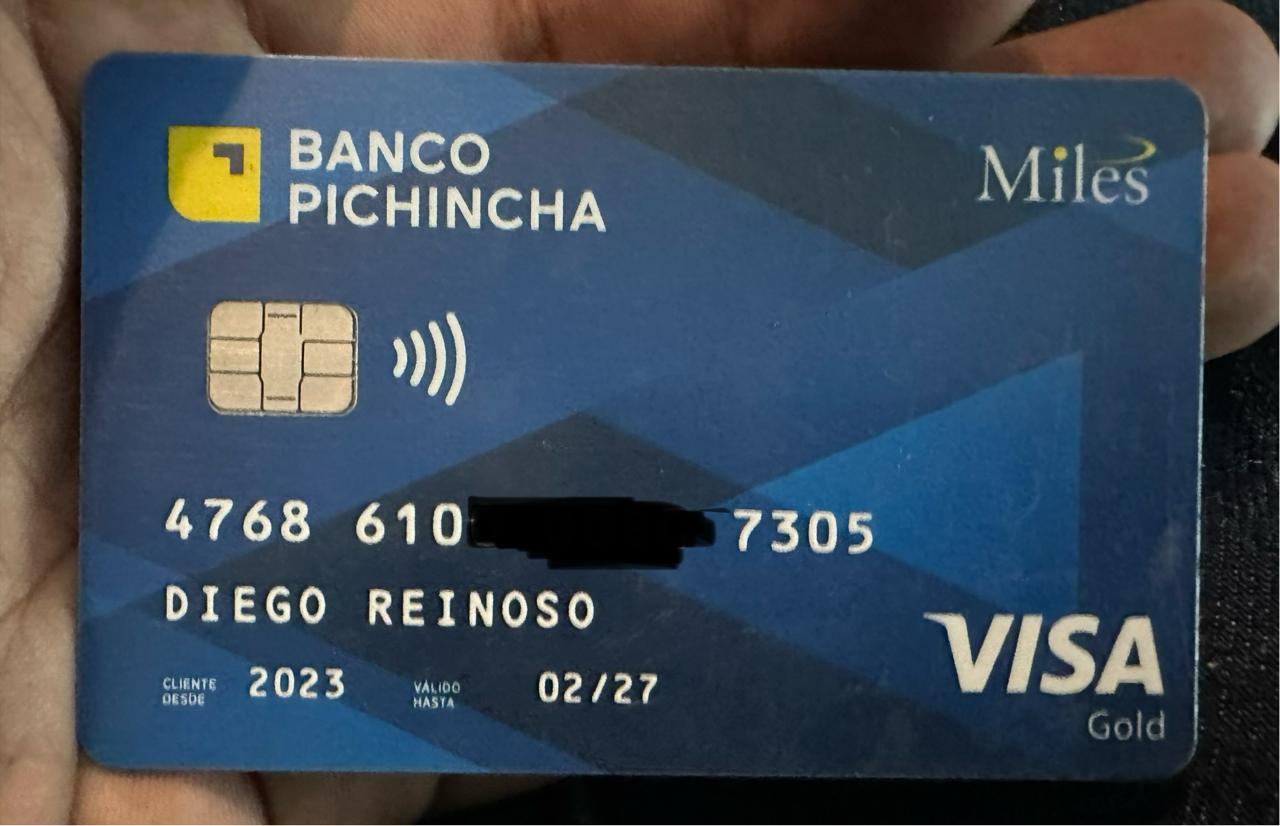 BANCO
PICHINCHA
Miles
4768 610 7305
DIEGO REINOSO
CLIENTE DESDE 2023 VÁLIDO HASTA 02/27
VISA
Gold